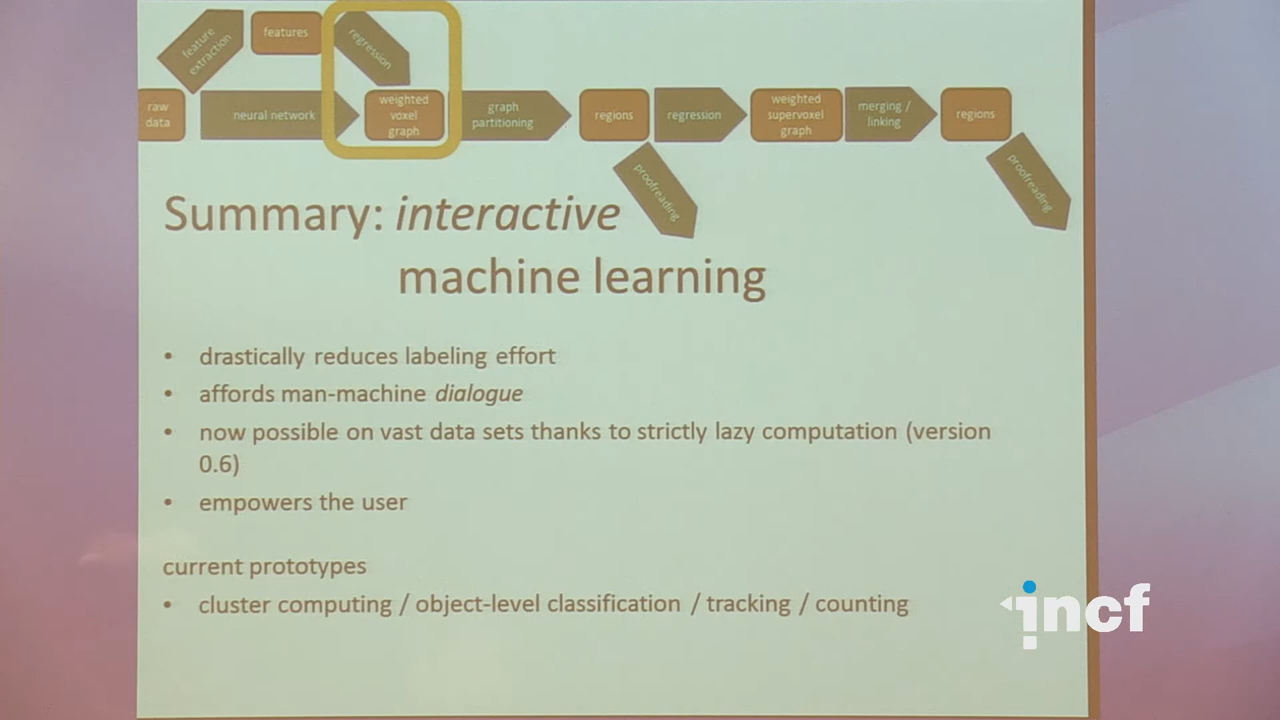 feature
extraction
features
regression
raw
data
neural network
weighted
voxel
graph
graph
partitioning
regions
regression
weighted
supervoxel
graph
merging /
linking
regions
proofreading
proofreading
Summary: interactive
machine learning
• drastically reduces labeling effort
• affords man-machine dialogue
• now possible on vast data sets thanks to strictly lazy computation (version
0.6)
• empowers the user
current prototypes
• cluster computing / object-level classification / tracking / counting
incf